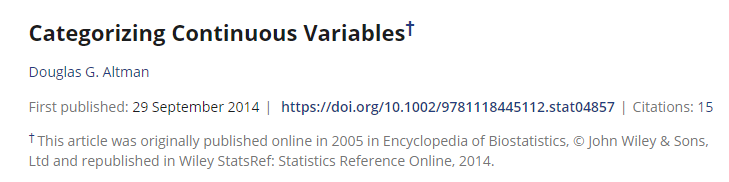 Categorizing Continuous Variables†
Douglas G. Altman
First published: 29 September 2014 | https://doi.org/10.1002/9781118445112.stat04857 | Citations: 15
† This article was originally published online in 2005 in Encyclopedia of Biostatistics, © John Wiley & Sons,
Ltd and republished in Wiley StatsRef: Statistics Reference Online, 2014.